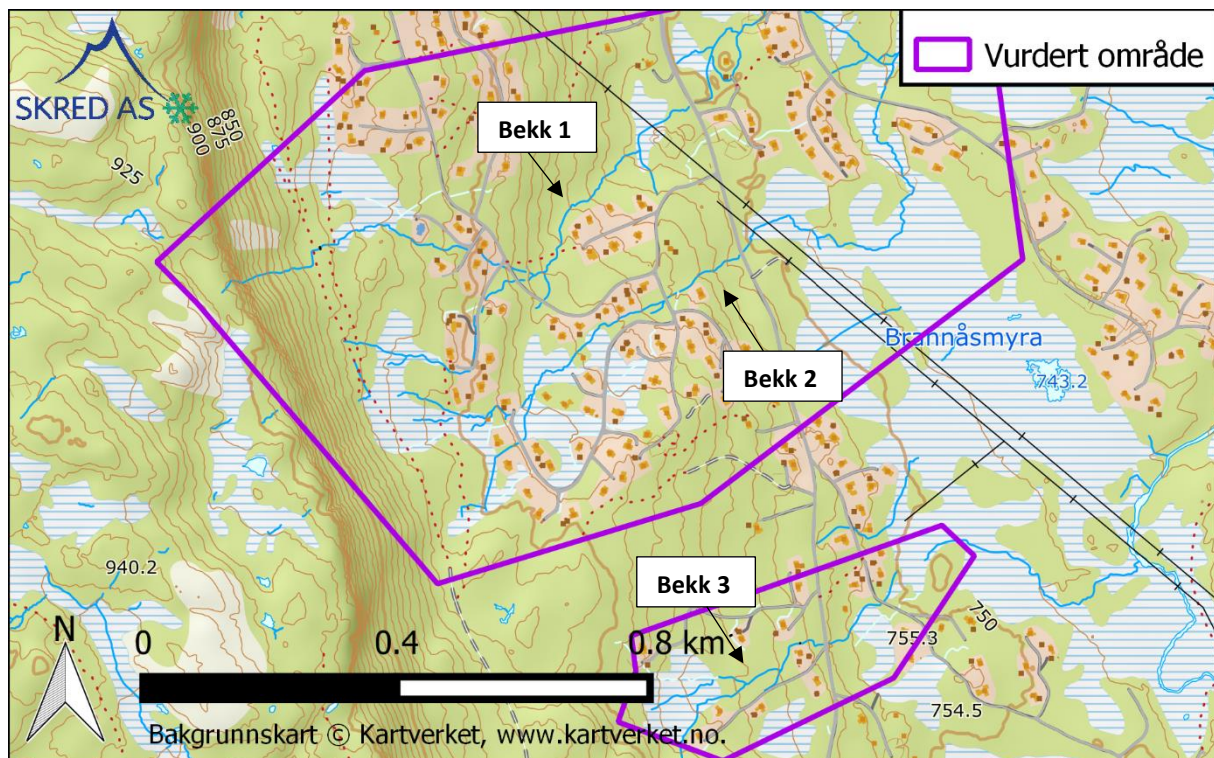 SKRED AS
Vurdert område
850
875
900
925
Bekk 1
Bekk 2
Brannåsmyra
743.2
940.2
Bekk 3
750
755.3
754.5
N
0 0.4 0.8 km
Bakgrunnskart © Kartverket, www.kartverket.no.